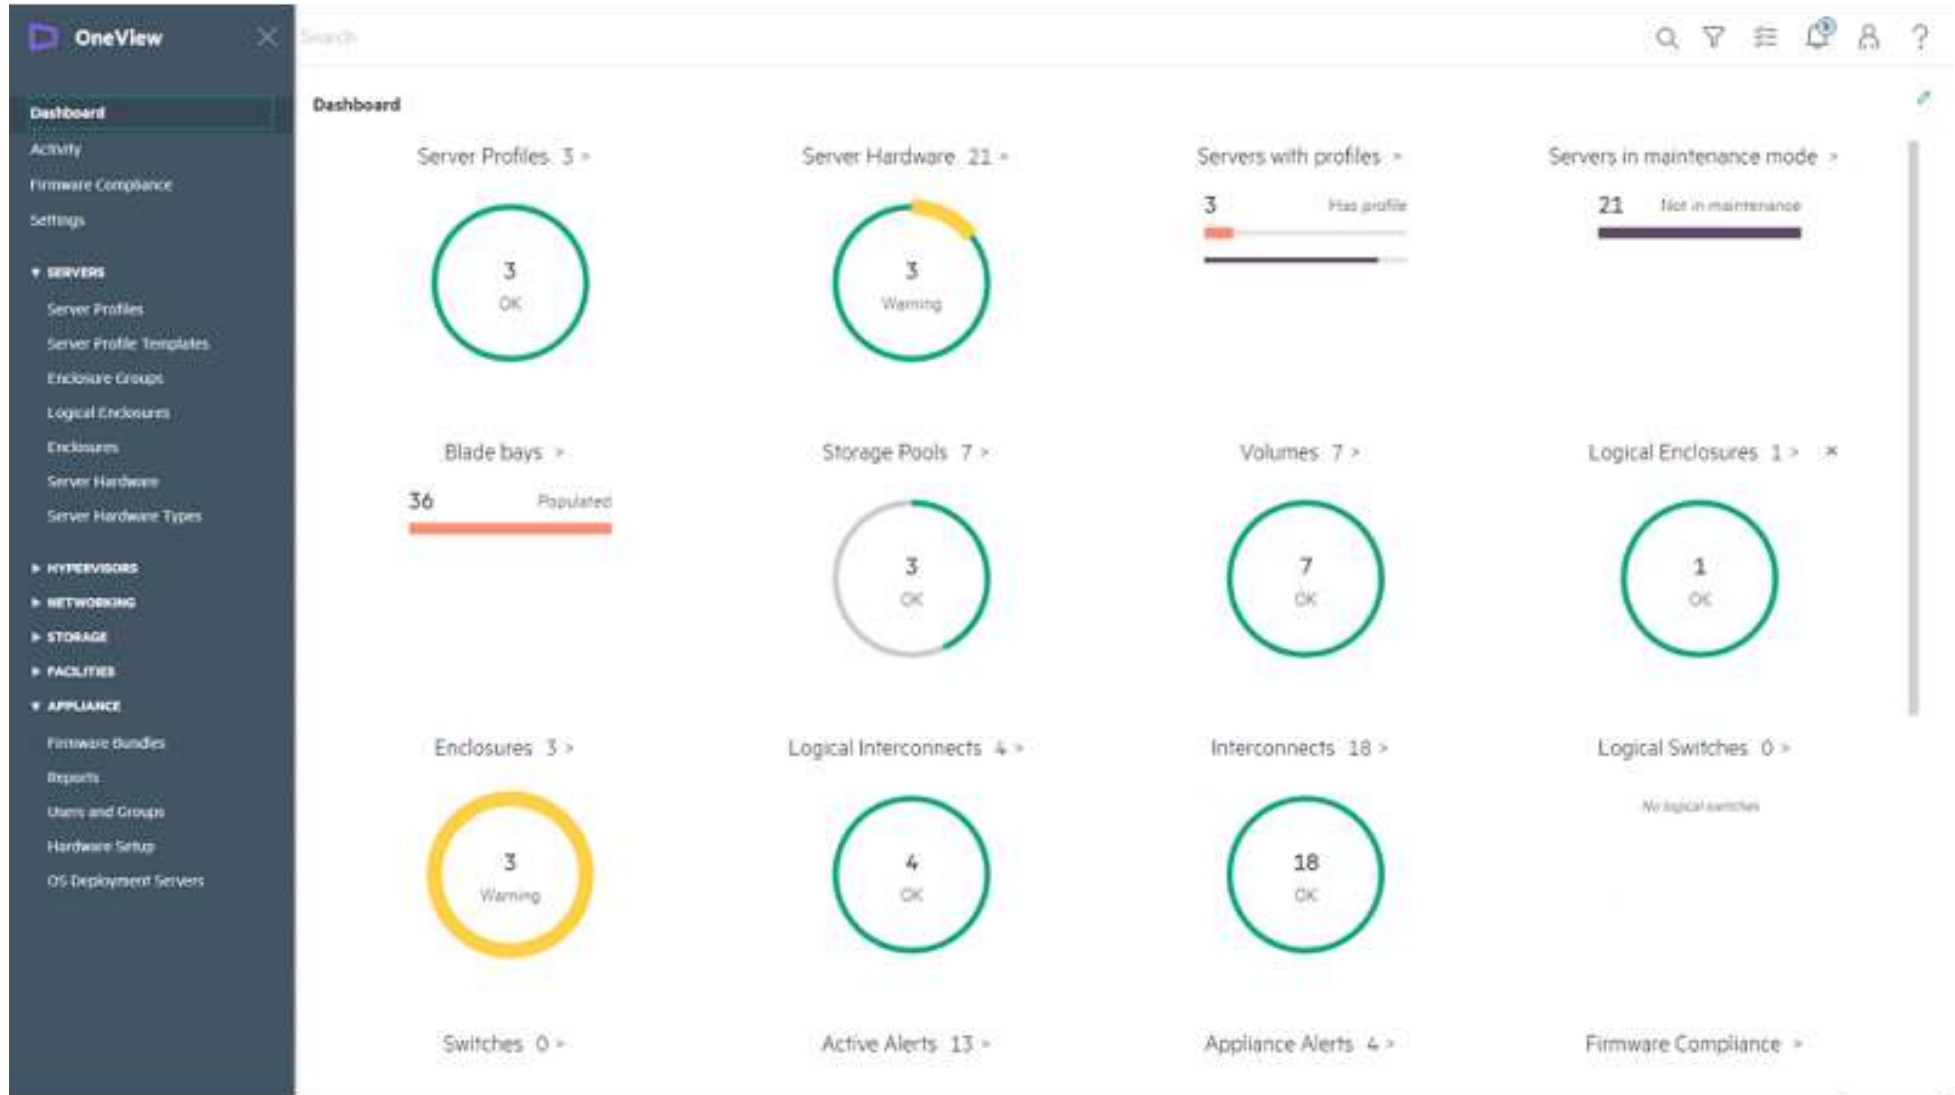 OneView
Search
Dashboard
Activity
Firmware Compliance
Settings
SERVERS
Server Profiles
Server Profile Templates
Enclosure Groups
Logical Enclosures
Enclosures
Server Hardware
Server Hardware Types
HYPERVISORS
NETWORKING
STORAGE
FACILITIES
APPLIANCE
Firmware Bundles
Reports
Users and Groups
Hardware Setup
OS Deployment Servers
Dashboard
Server Profiles 3 >
3
OK
Server Hardware 21 >
3
Warning
Servers with profiles >
3 Has profile
Servers in maintenance mode >
21 Not in maintenance
Blade bays >
36 Populated
Storage Pools 7 >
3
OK
Volumes 7 >
7
OK
Logical Enclosures 1 >
1
OK
Enclosures 3 >
3
Warning
Logical Interconnects 4 >
4
OK
Interconnects 18 >
18
OK
Logical Switches 0 >
No logical switches
Switches 0 >
Active Alerts 13 >
Appliance Alerts 4 >
Firmware Compliance >